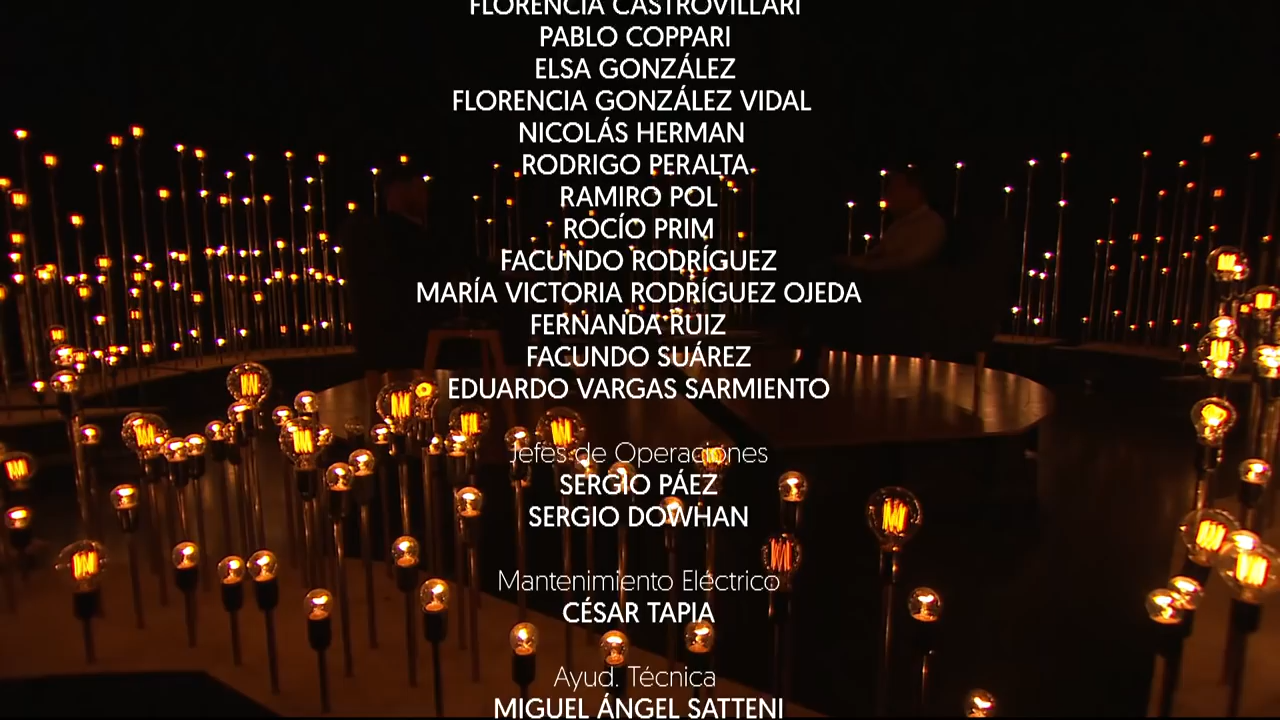 FLORENCIA CASTROVILLARI
PABLO COPPARI
ELSA GONZÁLEZ
FLORENCIA GONZÁLEZ VIDAL
NICOLÁS HERMAN
RODRIGO PERALTA
RAMIRO POL
ROCÍO PRIM
FACUNDO RODRÍGUEZ
MARÍA VICTORIA RODRÍGUEZ OJEDA
FERNANDA RUIZ
FACUNDO SUÁREZ
EDUARDO VARGAS SARMIENTO
Jefes de Operaciones
SERGIO PÁEZ
SERGIO DOWHAN
Mantenimiento Eléctrico
CÉSAR TAPIA
Ayud. Técnica
MIGUEL ÁNGEL SATTENI